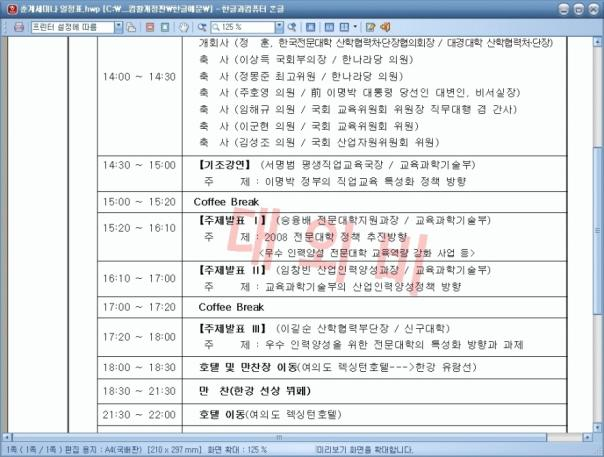 춘계세미나 일정표.hwp [C:₩...
- 한글과컴퓨터 한글
프린터 설정에 따름
125 %
개회사 (정 훈, 한국전문대학 산학협력처·단장협의회장 / 대경대학 산학협력처·단장)
축 사 (이상득 국회부의장 / 한나라당 의원)
14:00 ~ 14:30
축 사 (정몽준 최고위원 / 한나라당 의원)
축 사 (주호영 의원 / 前 이명박 대통령 당선인 대변인, 비서실장)
축 사 (임해규 의원 / 국회 교육위원회 위원장 직무대행 겸 간사)
축 사 (이군현 의원 / 국회 교육위원회 위원)
축 사 (김성조 의원 / 국회 산업자원위원회 위원)
14:30 ~ 15:00
【기조강연】 (서명범 평생직업교육국장 / 교육과학기술부)
주 제 : 이명박 정부의 직업교육 특성화 정책 방향
15:00 ~ 15:20 Coffee Break
15:20 ~ 16:10
【주제발표 Ⅰ】 (송융배 전문대학지원과장 / 교육과학기술부)
주 제 : 2008 전문대학 정책 추진방향
<우수 인력양성 전문대학 교육역량 강화 사업 등>
16:10 ~ 17:00
【주제발표 Ⅱ】 (임창빈 산업인력양성과장 / 교육과학기술부)
주 제 : 교육과학기술부의 산업인력양성정책 방향
대 외 비
17:00 ~ 17:20 Coffee Break
17:20 ~ 18:00
【주제발표 Ⅲ】 (이길순 산학협력부단장 / 신구대학)
주 제 : 우수 인력양성을 위한 전문대학의 특성화 방향과 과제
18:00 ~ 18:30 호텔 및 만찬장 이동(여의도 렉싱턴호텔--->한강 유람선)
18:30 ~ 21:30 만 찬(한강 선상 뷔페)
21:30 ~ 22:00 호텔 이동(여의도 렉싱턴호텔)
1쪽 ( 1쪽 / 1쪽 ) 편집 용지 : A4(국배판) [210 x 297 mm] 화면 확대 : 125 % 미리보기 화면을 확대합니다.